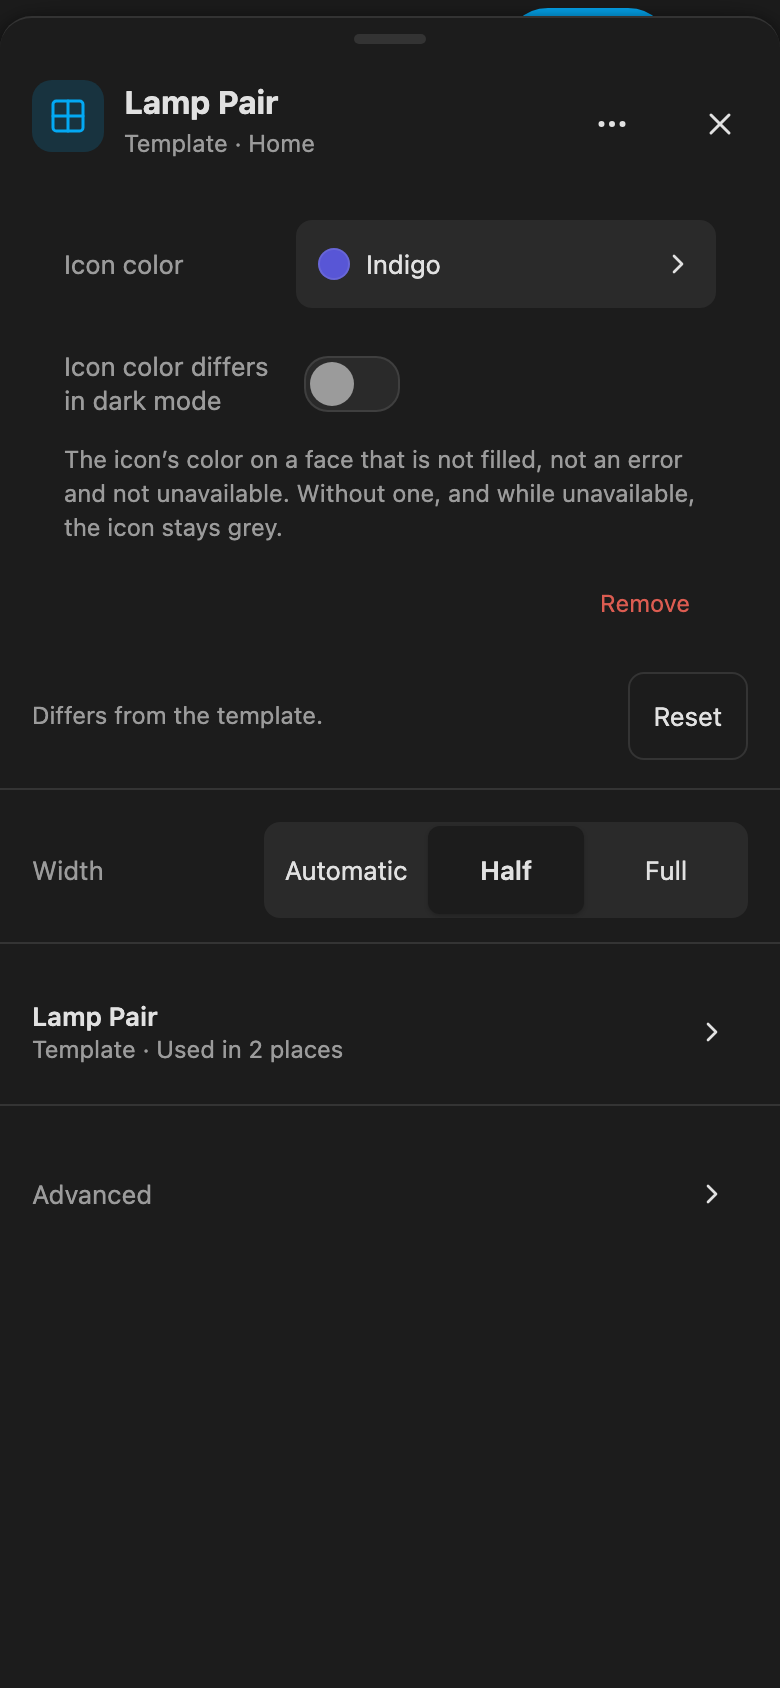 Lamp Pair
Template · Home
Icon color
Indigo
Icon color differs
in dark mode
The icon’s color on a face that is not filled, not an error
and not unavailable. Without one, and while unavailable,
the icon stays grey.
Remove
Differs from the template.
Reset
Width
Automatic
Half
Full
Lamp Pair
Template · Used in 2 places
Advanced